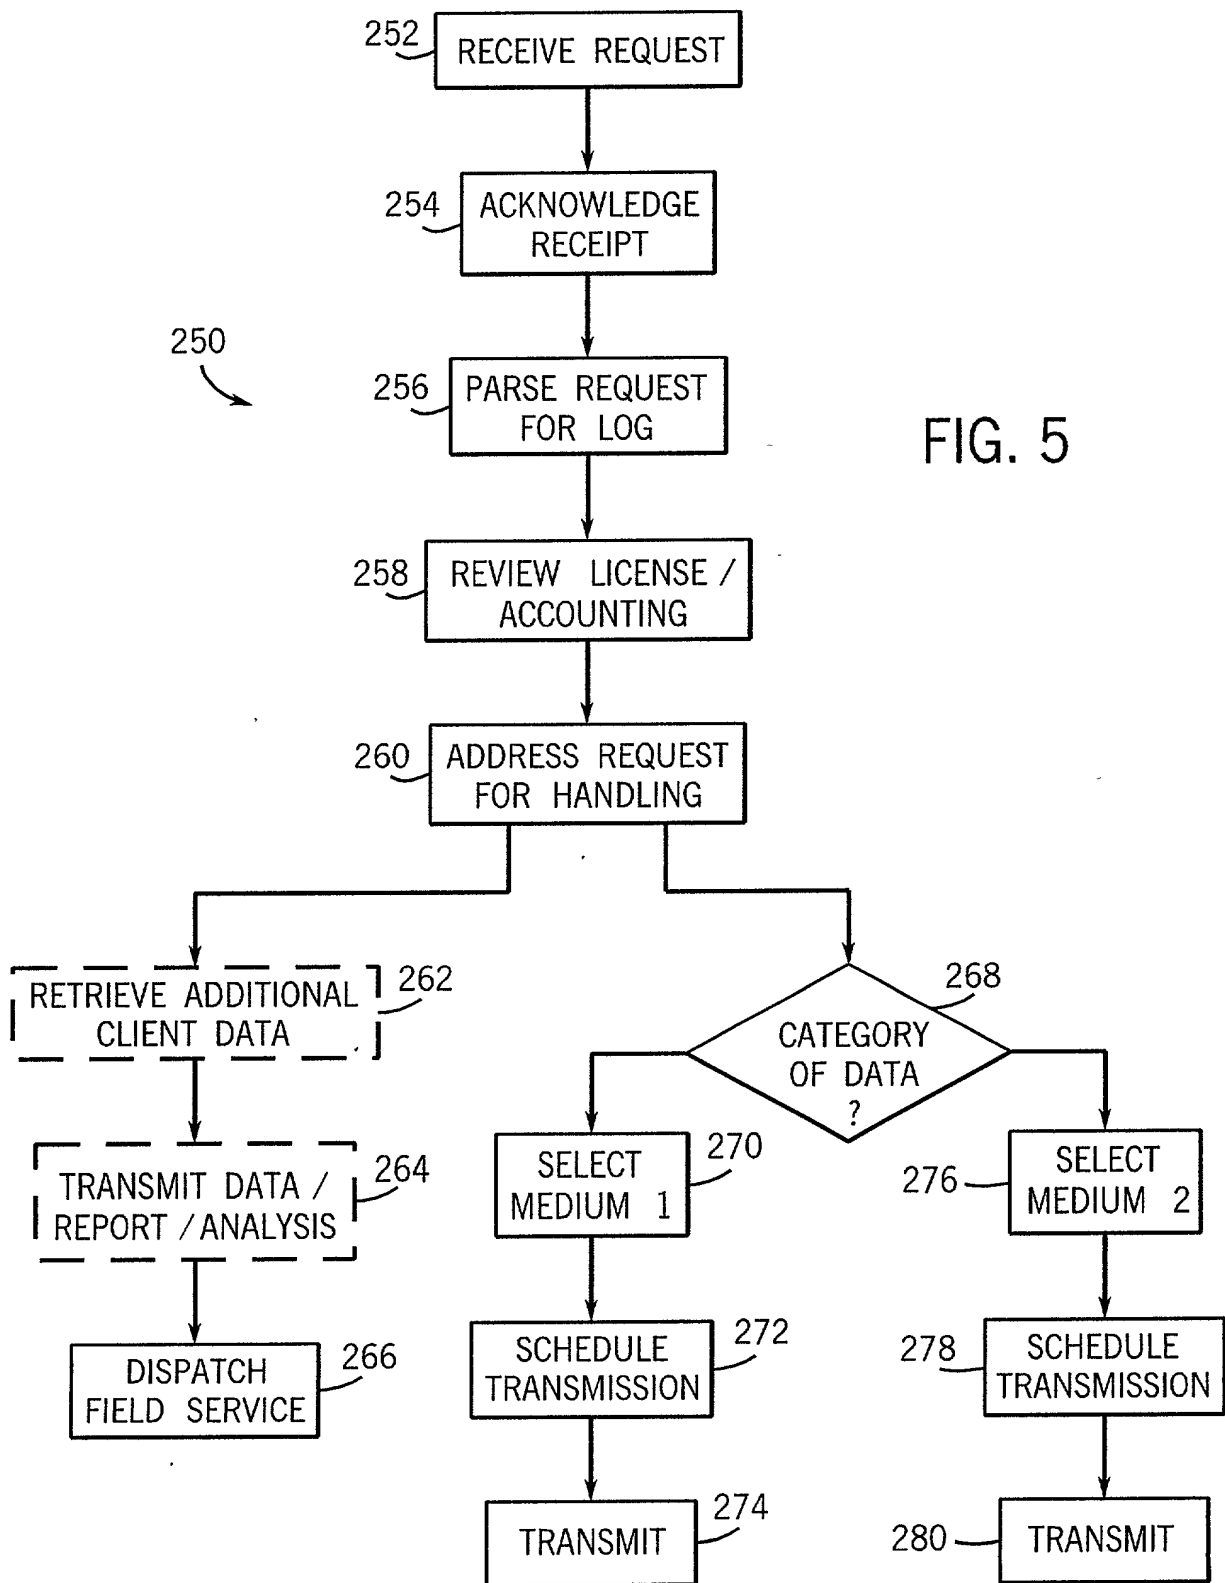 252
RECEIVE REQUEST
254
ACKNOWLEDGE
RECEIPT
250
256
PARSE REQUEST
FOR LOG
FIG. 5
258
REVIEW LICENSE /
ACCOUNTING
260
ADDRESS REQUEST
FOR HANDLING
262
RETRIEVE ADDITIONAL
CLIENT DATA
264
TRANSMIT DATA /
REPORT / ANALYSIS
266
DISPATCH
FIELD SERVICE
268
CATEGORY
OF DATA
?
270
SELECT
MEDIUM 1
272
SCHEDULE
TRANSMISSION
274
TRANSMIT
276
SELECT
MEDIUM 2
278
SCHEDULE
TRANSMISSION
280
TRANSMIT